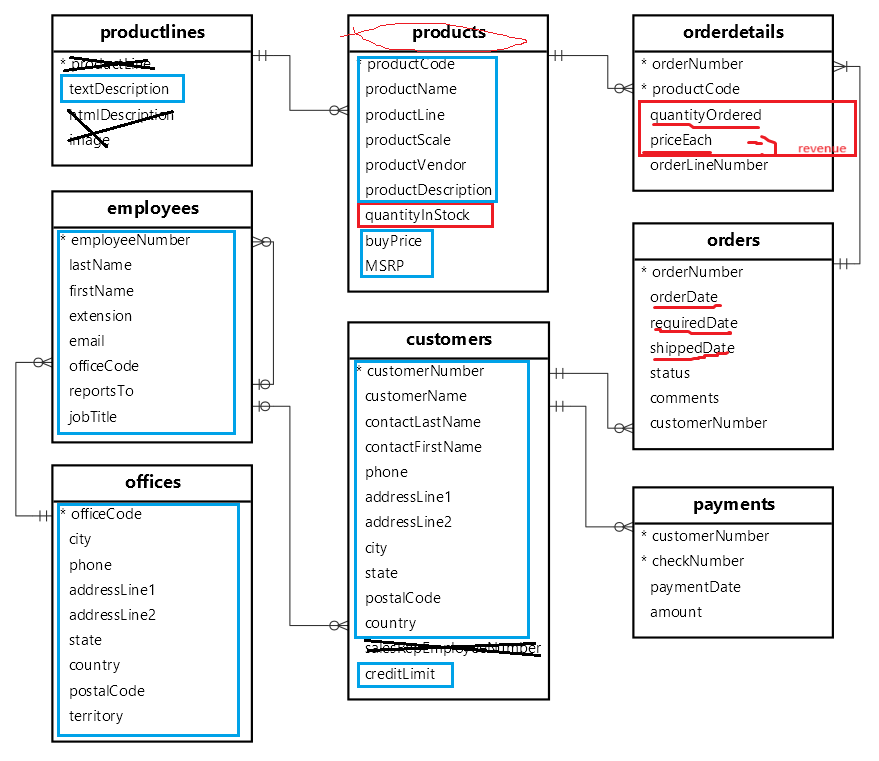 productlines
* productLine
textDescription
htmlDescription
image
products
* productCode
productName
productLine
productScale
productVendor
productDescription
quantityInStock
buyPrice
MSRP
orderdetails
* orderNumber
* productCode
quantityOrdered
priceEach
revenue
orderLineNumber
employees
* employeeNumber
lastName
firstName
extension
email
officeCode
reportsTo
jobTitle
orders
* orderNumber
orderDate
requiredDate
shippedDate
status
comments
customerNumber
customers
* customerNumber
customerName
contactLastName
contactFirstName
phone
addressLine1
addressLine2
city
state
postalCode
country
salesRepEmployeeNumber
creditLimit
offices
* officeCode
city
phone
addressLine1
addressLine2
state
country
postalCode
territory
payments
* customerNumber
* checkNumber
paymentDate
amount